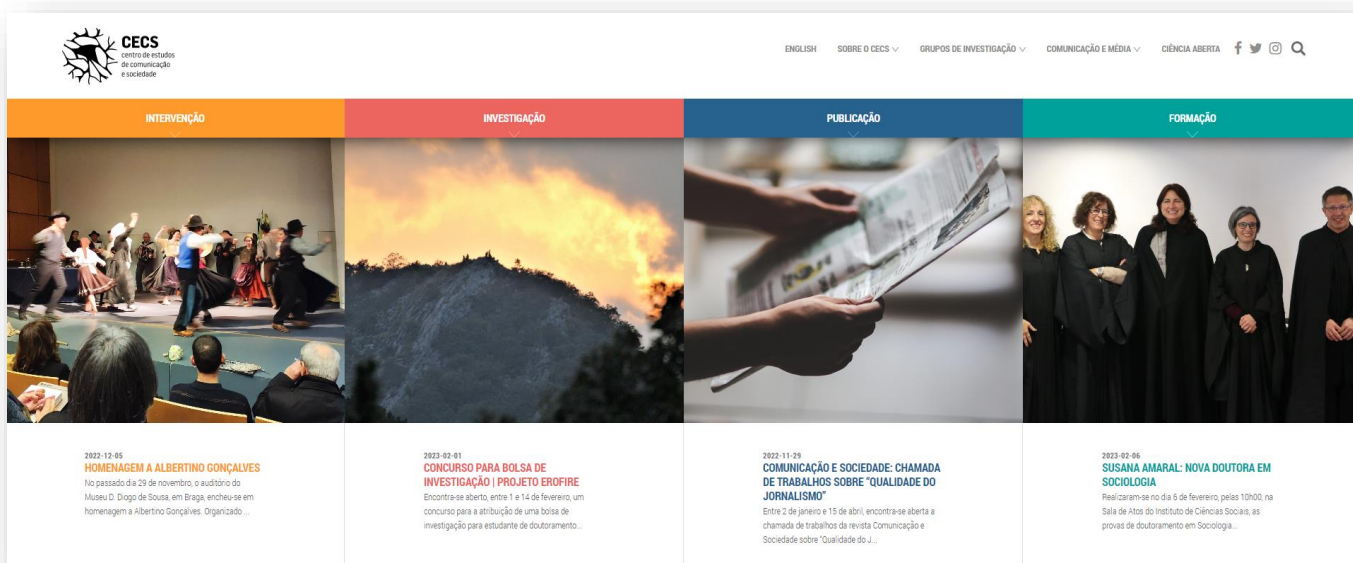 CECS
centro de estudos
de comunicação
e sociedade
ENGLISH SOBRE O CECS GRUPOS DE INVESTIGAÇÃO COMUNICAÇÃO E MÉDIA CIÊNCIA ABERTA
INTERVENÇÃO
INVESTIGAÇÃO
PUBLICAÇÃO
FORMAÇÃO
2022-12-05
HOMENAGEM A ALBERTINO GONÇALVES
No passado dia 29 de novembro, o auditório do
Museu D. Diogo de Sousa, em Braga, encheu-se em
homenagem a Albertino Gonçalves. Organizado ...
2023-02-01
CONCURSO PARA BOLSA DE
INVESTIGAÇÃO | PROJETO EROFIRE
Encontra-se aberto, entre 1 e 14 de fevereiro, um
concurso para a atribuição de uma bolsa de
investigação para estudante de doutoramento...
2022-11-29
COMUNICAÇÃO E SOCIEDADE: CHAMADA
DE TRABALHOS SOBRE “QUALIDADE DO
JORNALISMO”
Entre 2 de janeiro e 15 de abril, encontra-se aberta a
chamada de trabalhos da revista Comunicação e
Sociedade sobre “Qualidade do J...
2023-02-06
SUSANA AMARAL: NOVA DOUTORA EM
SOCIOLOGIA
Realizaram-se no dia 6 de fevereiro, pelas 10h00, na
Sala de Atos do Instituto de Ciências Sociais, as
provas de doutoramento em Sociologia...